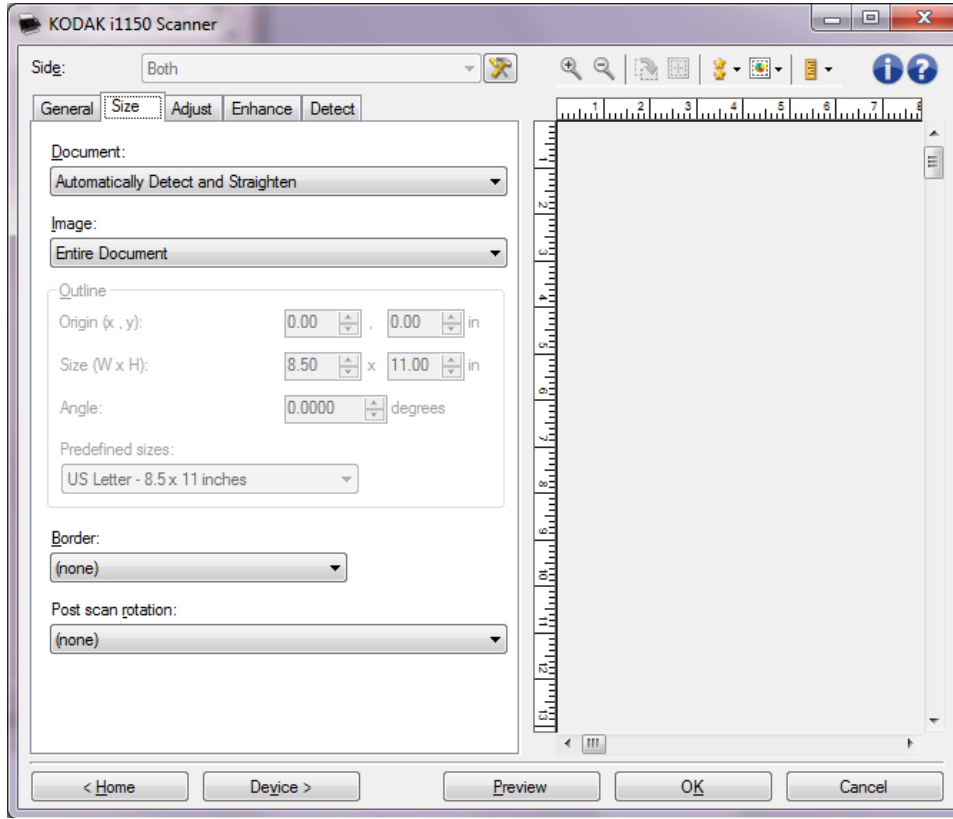 KODAK i1150 Scanner
Side: Both
General Size Adjust Enhance Detect
Document:
Automatically Detect and Straighten
Image:
Entire Document
Outline
Origin (x , y): 0.00 , 0.00 in
Size (W x H): 8.50 x 11.00 in
Angle: 0.0000 degrees
Predefined sizes:
US Letter - 8.5 x 11 inches
Border:
(none)
Post scan rotation:
(none)
1 2 3 4 5 6 7 8
1
2
3
4
5
6
7
8
9
10
11
12
13
< Home Device > Preview OK Cancel